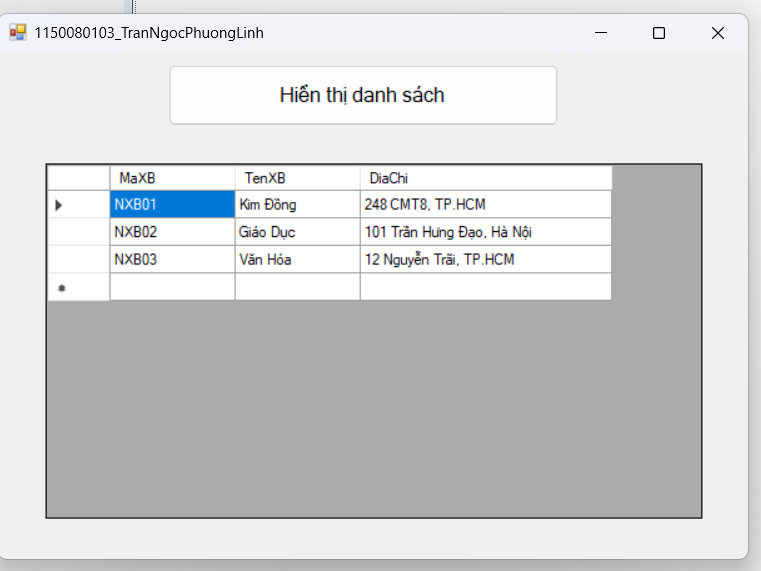 1150080103_TranNgocPhuongLinh
Hiển thị danh sách
MaXB TenXB DiaChi
NXB01 Kim Đồng 248 CMT8, TP.HCM
NXB02 Giáo Dục 101 Trần Hưng Đạo, Hà Nội
NXB03 Văn Hóa 12 Nguyễn Trãi, TP.HCM